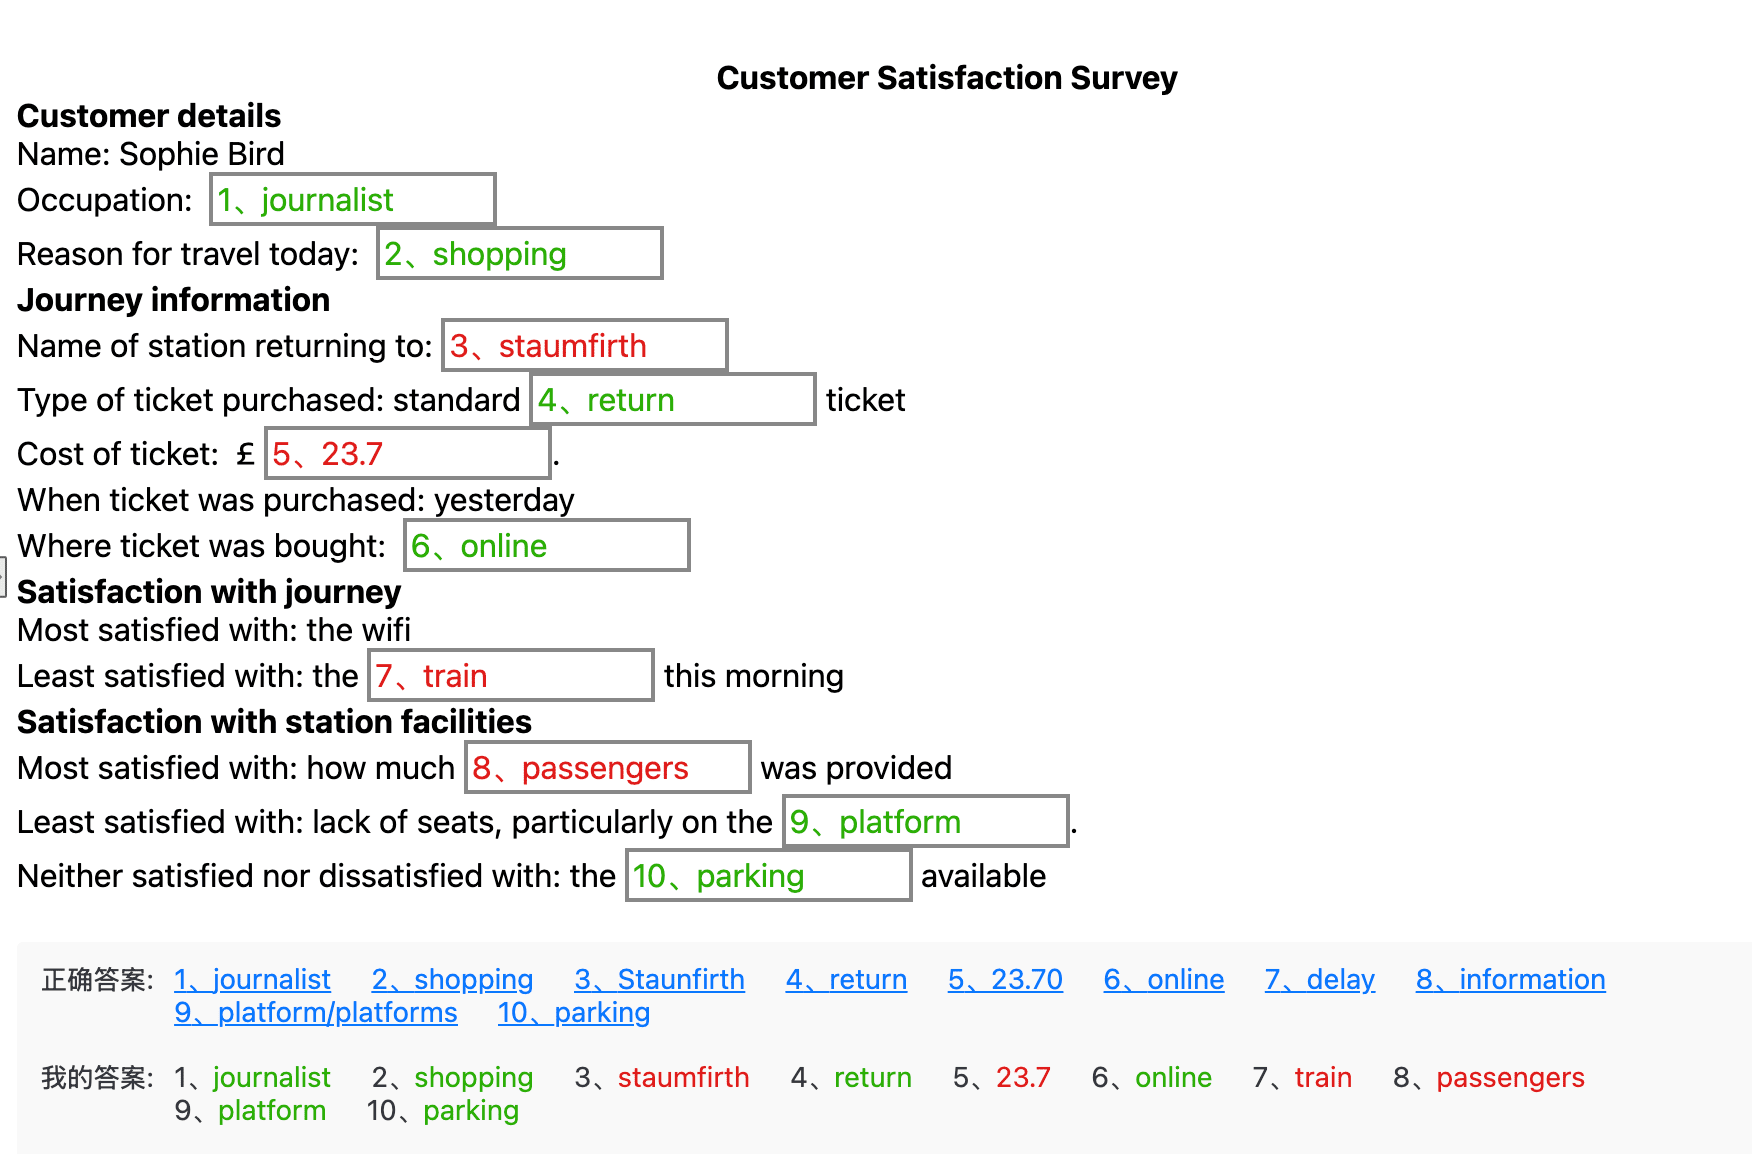 Customer Satisfaction Survey
Customer details
Name: Sophie Bird
Occupation: 1、journalist
Reason for travel today: 2、shopping
Journey information
Name of station returning to: 3、staumfirth
Type of ticket purchased: standard 4、return ticket
Cost of ticket: £ 5、23.7 .
When ticket was purchased: yesterday
Where ticket was bought: 6、online
Satisfaction with journey
Most satisfied with: the wifi
Least satisfied with: the 7、train this morning
Satisfaction with station facilities
Most satisfied with: how much 8、passengers was provided
Least satisfied with: lack of seats, particularly on the 9、platform .
Neither satisfied nor dissatisfied with: the 10、parking available
正确答案: 1、journalist 2、shopping 3、Staunfirth 4、return 5、23.70 6、online 7、delay 8、information
9、platform/platforms 10、parking
我的答案: 1、journalist 2、shopping 3、staumfirth 4、return 5、23.7 6、online 7、train 8、passengers
9、platform 10、parking